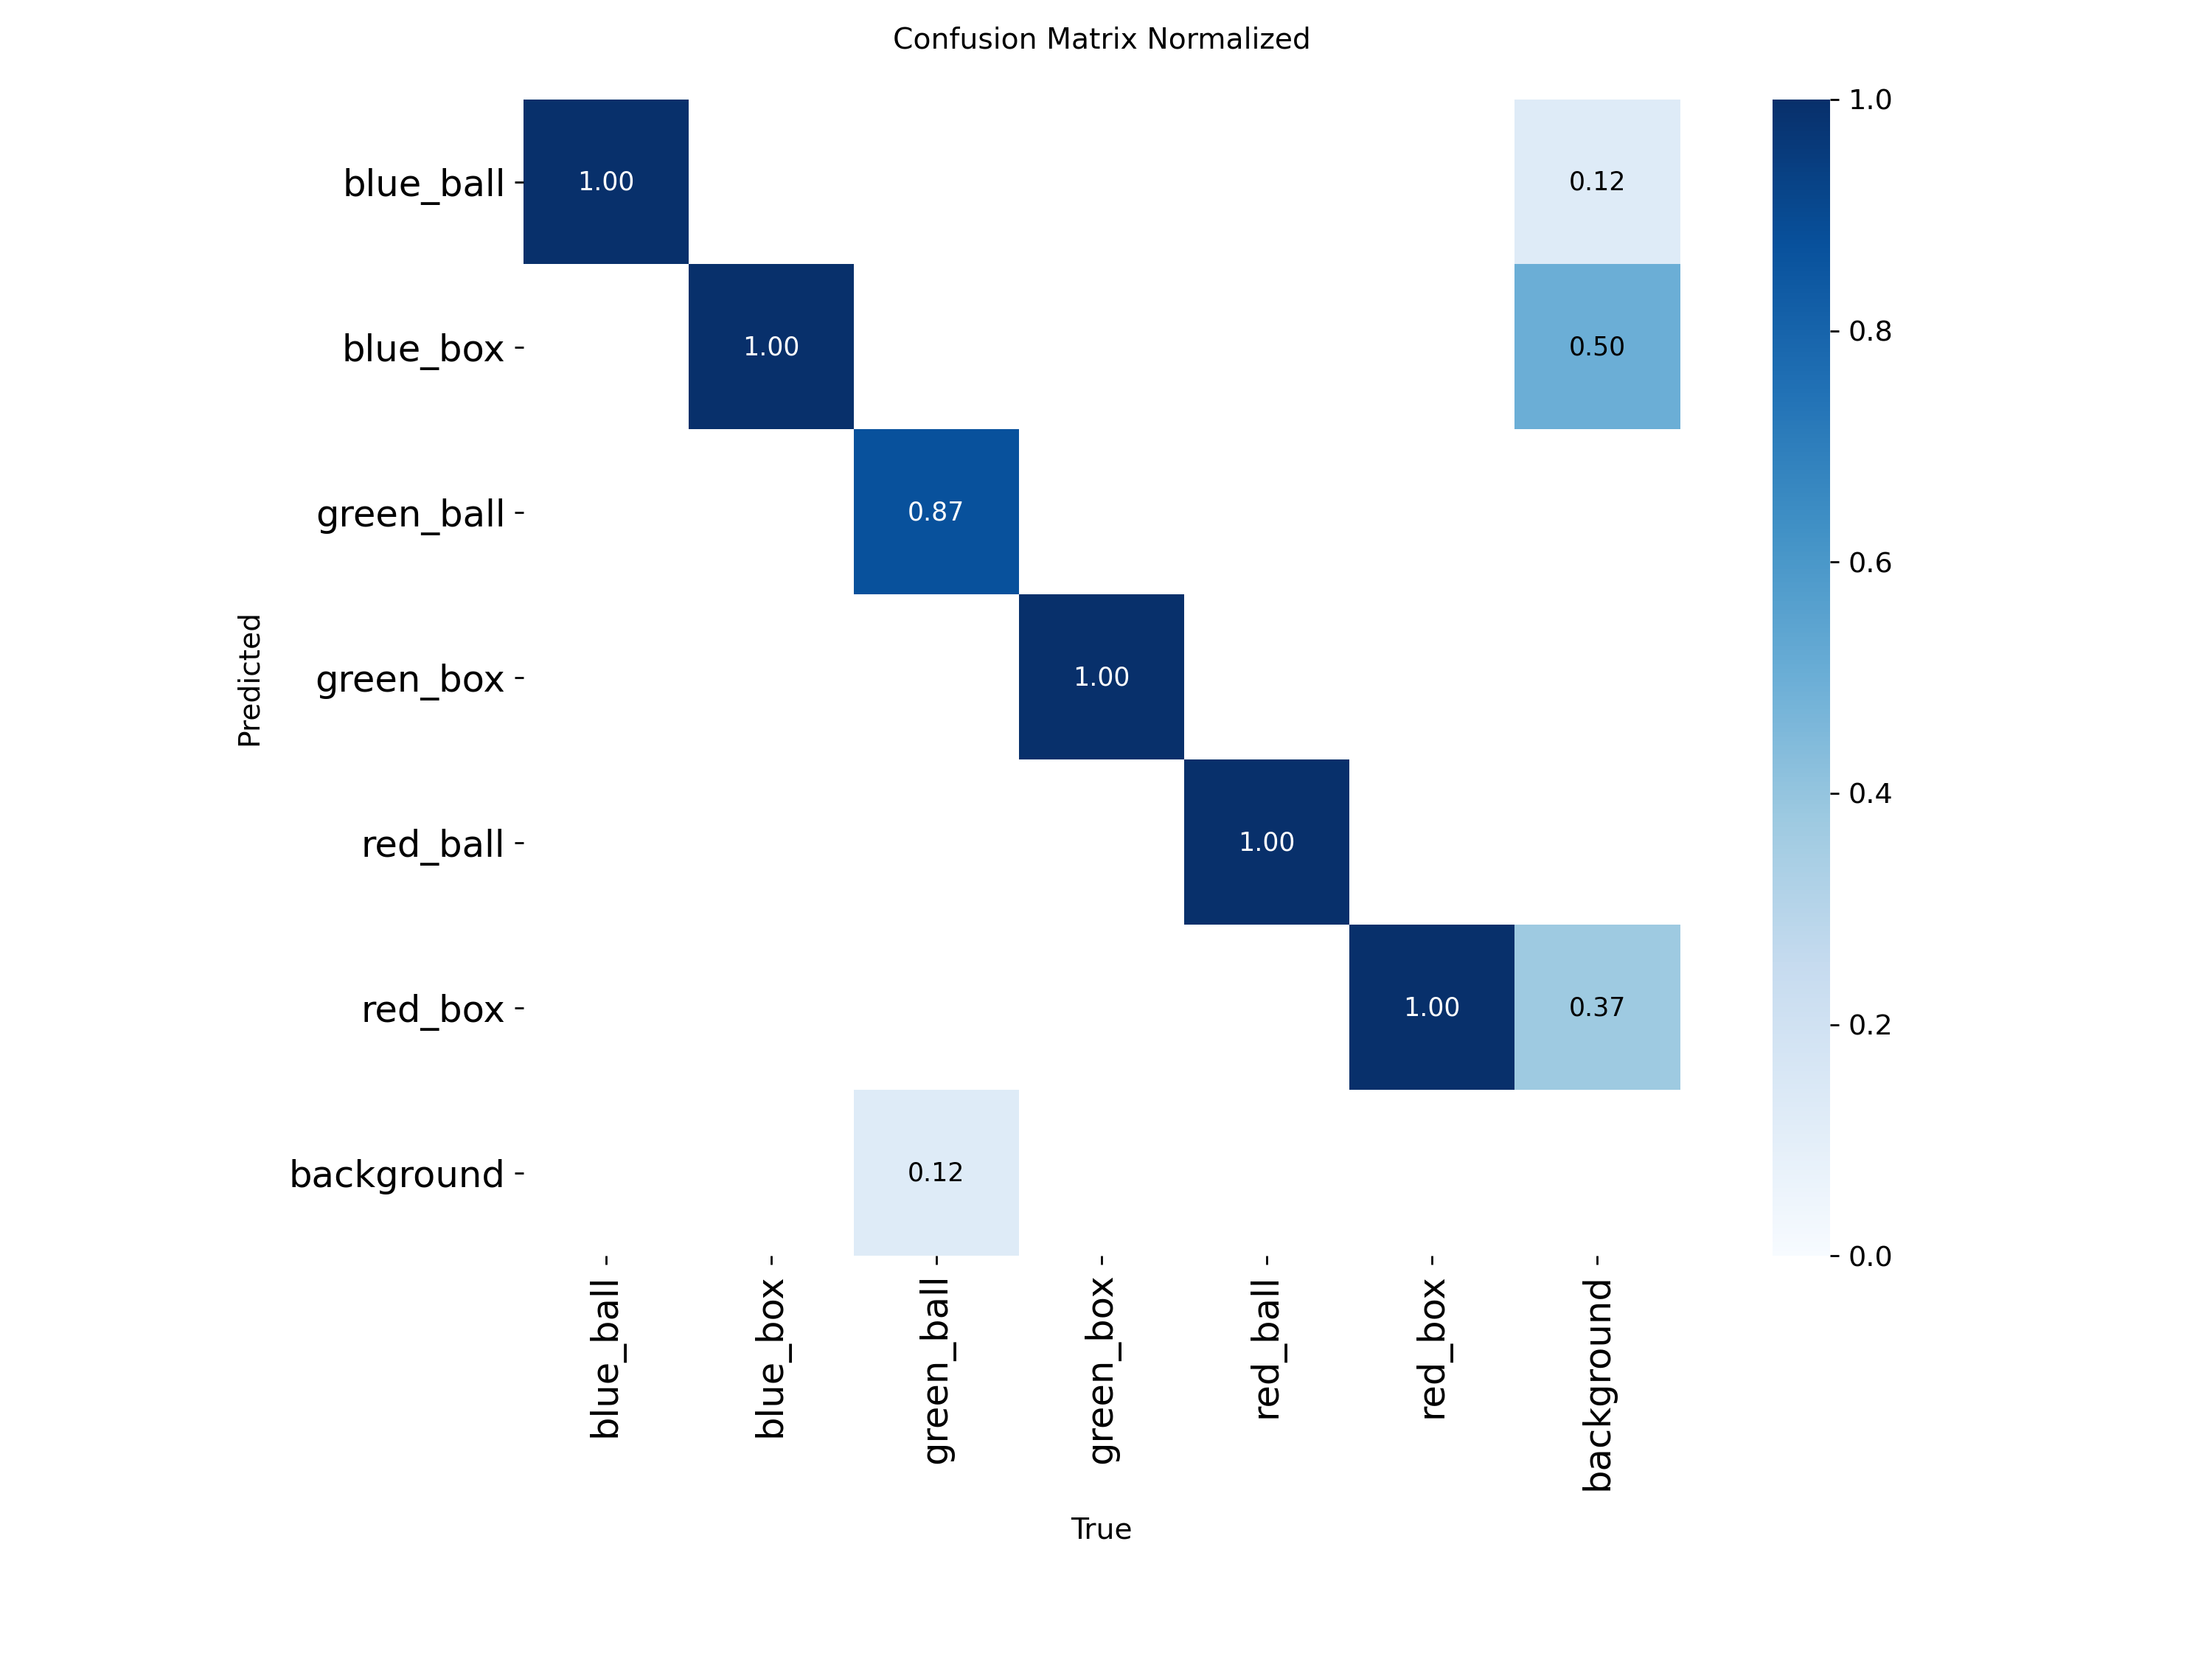 Confusion Matrix Normalized
blue_ball 1.00 0.12 1.0
blue_box 1.00 0.50 0.8
green_ball 0.87 0.6
green_box 1.00
red_ball 1.00 0.4
red_box 1.00 0.37 0.2
background 0.12 0.0
Predicted
blue_ball blue_box green_ball green_box red_ball red_box background
True